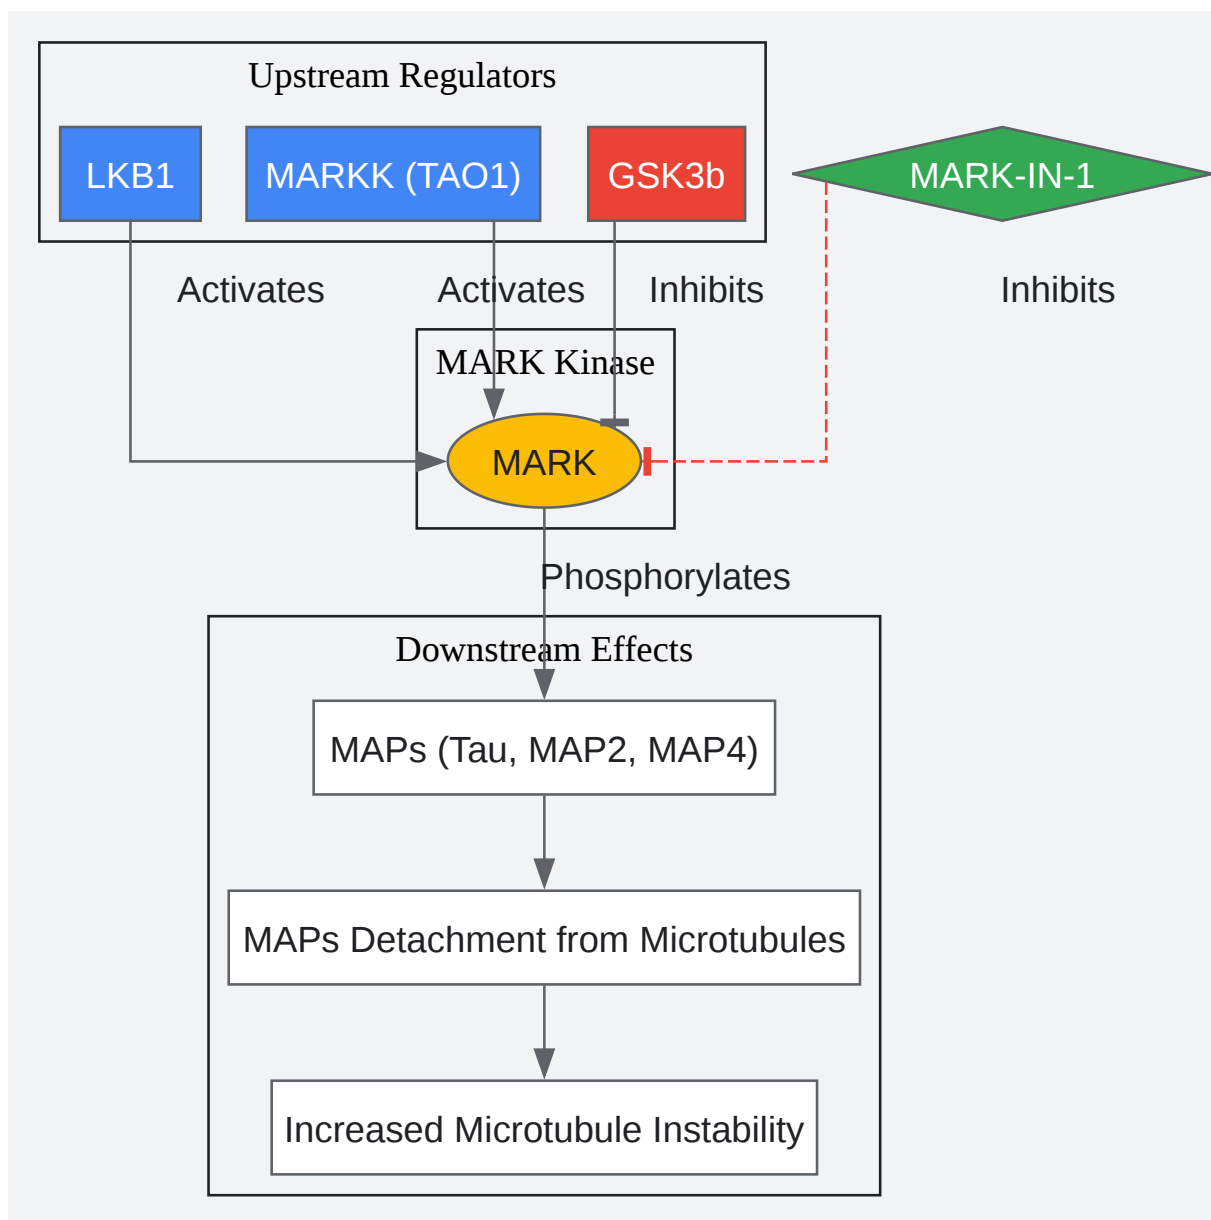 Upstream Regulators
LKB1
MARKK (TAO1)
GSK3b
MARK-IN-1
Activates
Activates
Inhibits
Inhibits
MARK Kinase
MARK
Phosphorylates
Downstream Effects
MAPs (Tau, MAP2, MAP4)
MAPs Detachment from Microtubules
Increased Microtubule Instability